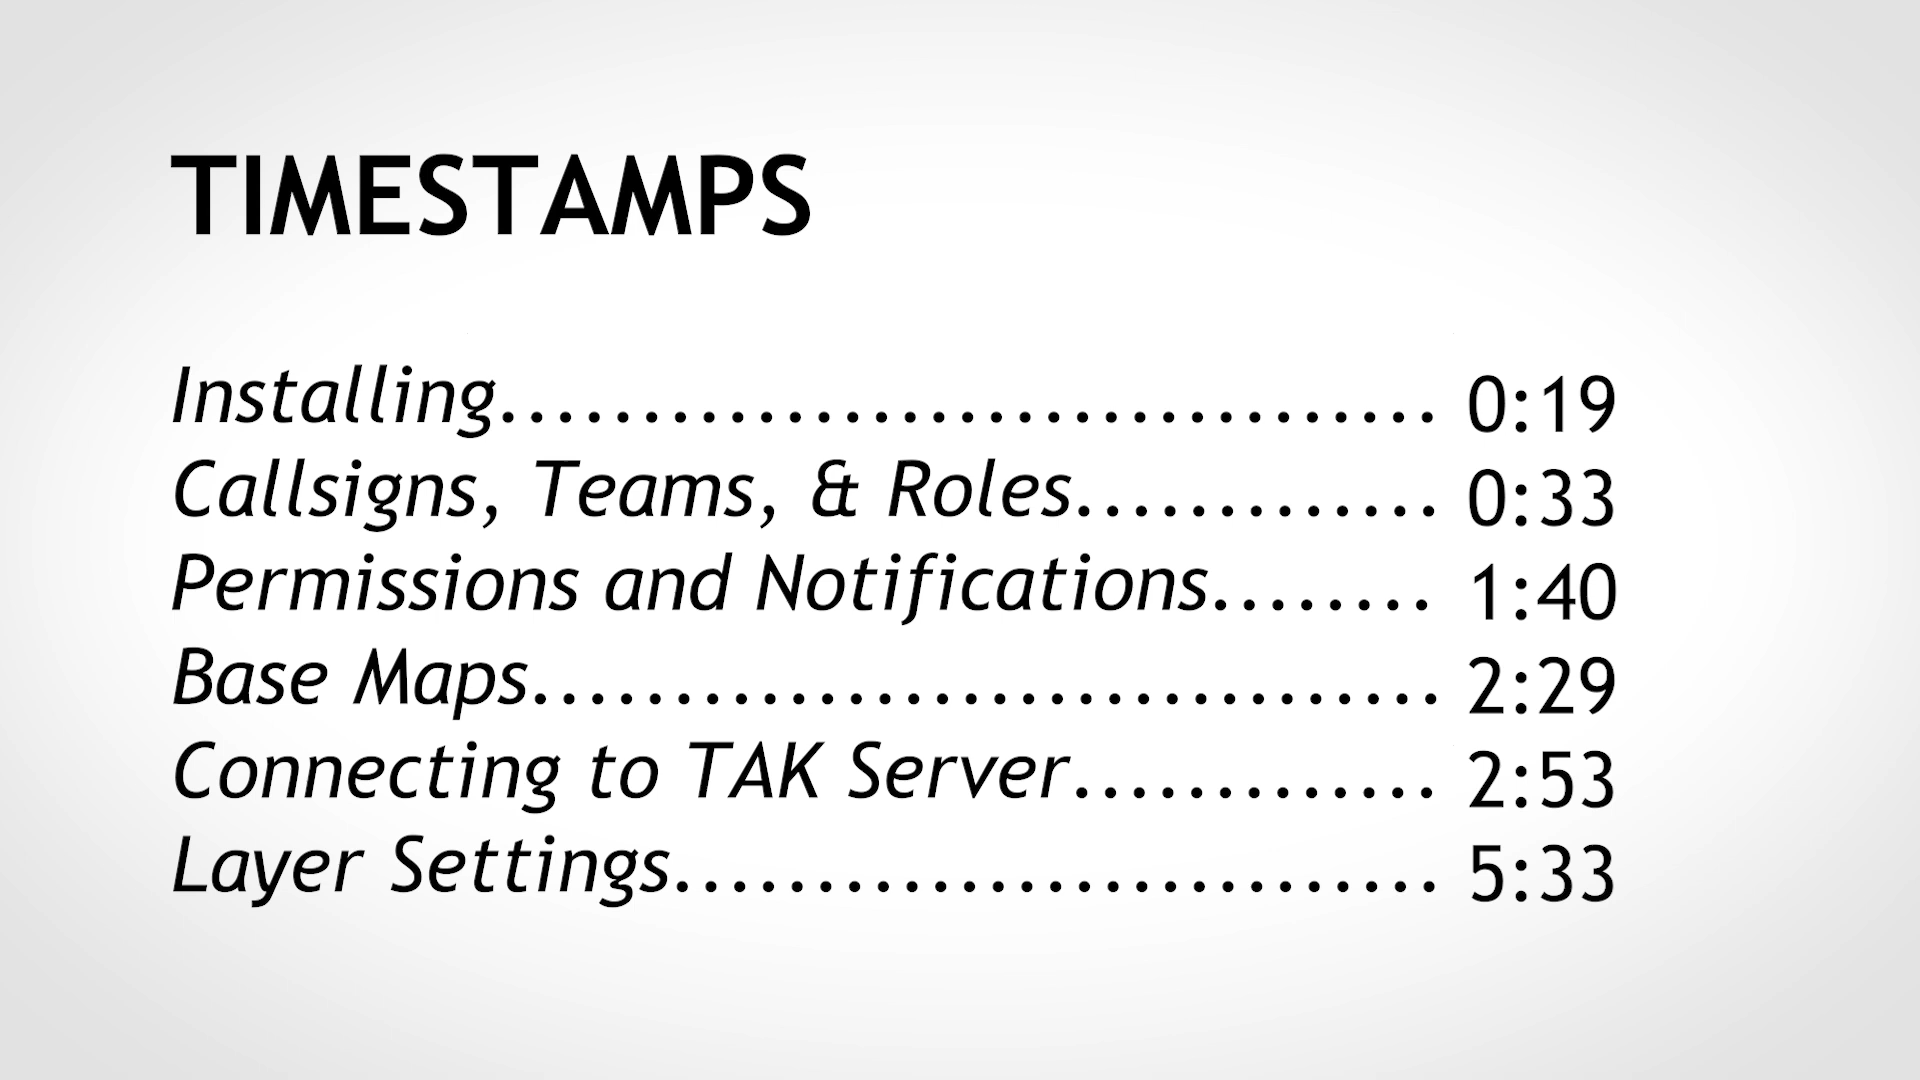 TIMESTAMPS
Installing................................. 0:19
Callsigns, Teams, & Roles............. 0:33
Permissions and Notifications........ 1:40
Base Maps................................ 2:29
Connecting to TAK Server............. 2:53
Layer Settings........................... 5:33